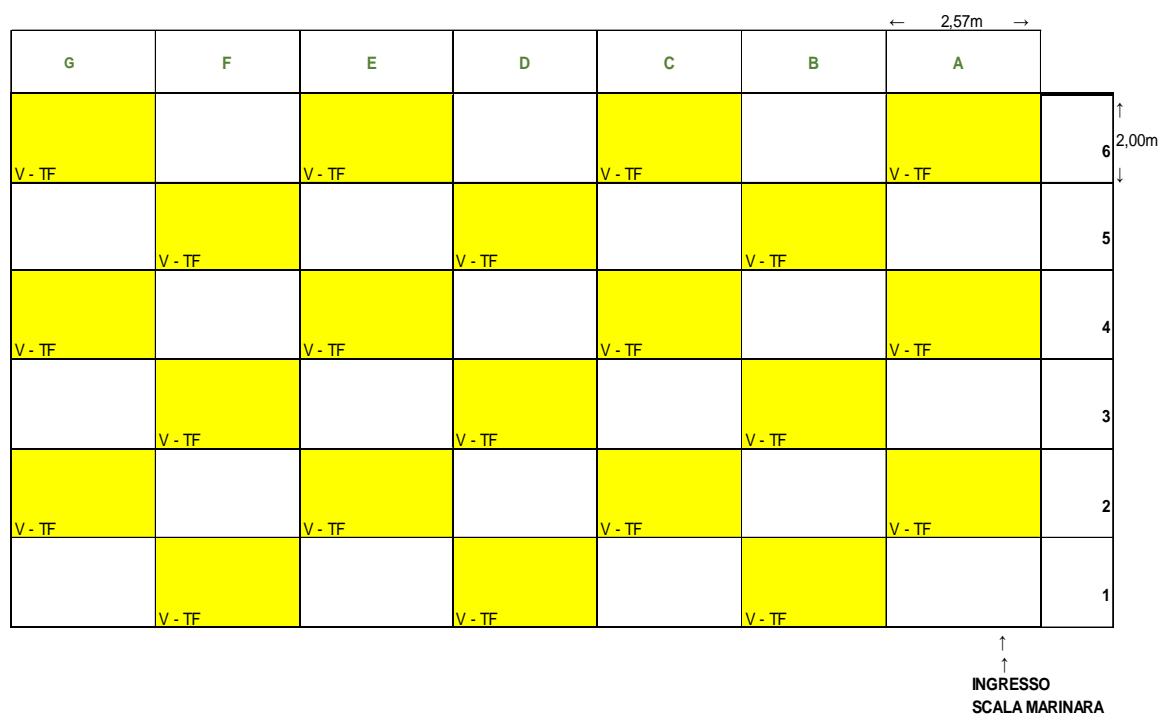 ← 2,57m →
G F E D C B A
↑
6 2,00m
V - TF V - TF V - TF V - TF ↓
5
V - TF V - TF V - TF
4
V - TF V - TF V - TF V - TF
3
V - TF V - TF V - TF
2
V - TF V - TF V - TF V - TF
1
V - TF V - TF V - TF
↑
↑
INGRESSO
SCALA MARINARA